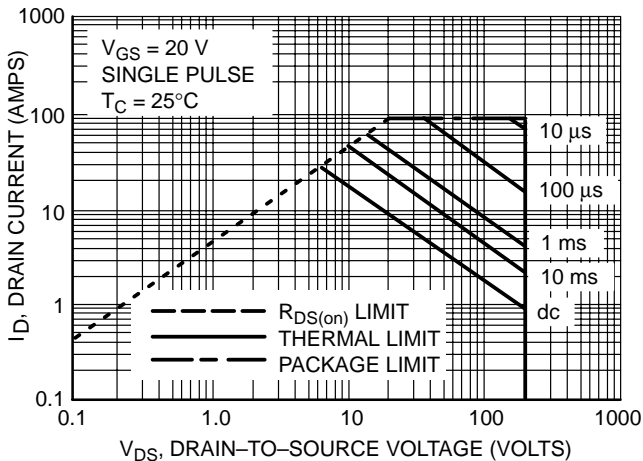 1000
V_GS = 20 V
SINGLE PULSE
T_C = 25°C
100
10 µs
100 µs
10
1 ms
10 ms
1
dc
R_DS(on) LIMIT
THERMAL LIMIT
PACKAGE LIMIT
0.1
0.1
1.0
10
100
1000
V_DS, DRAIN–TO–SOURCE VOLTAGE (VOLTS)
I_D, DRAIN CURRENT (AMPS)